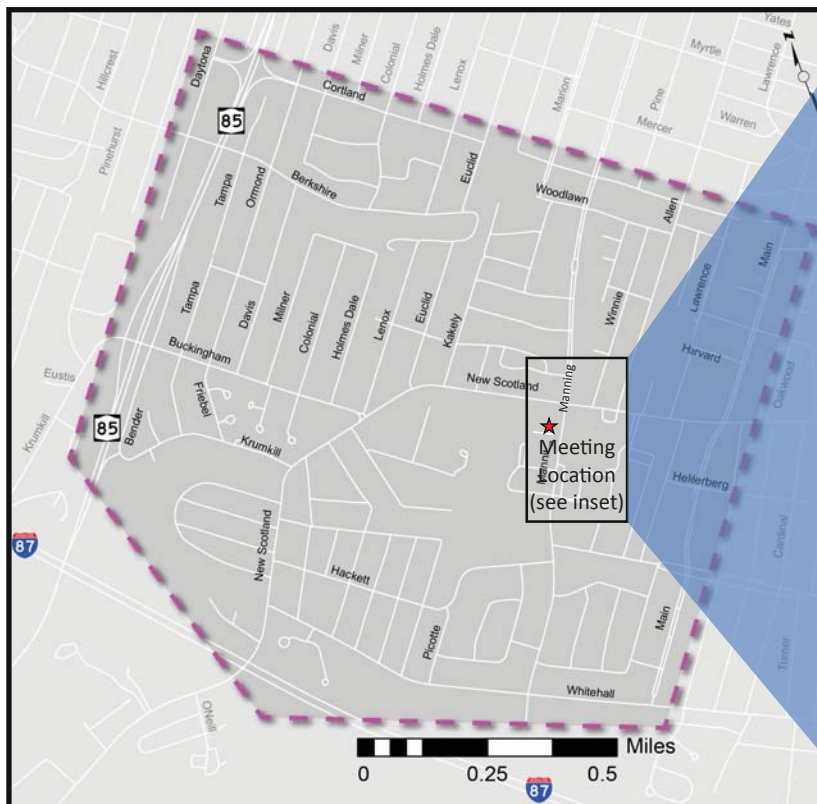 Yates
Davis
Milner
Colonial
Holmes Dale
Lenox
Hillcrest
Daytona
Myrtle
Lawrence
Cortland
Marion
Pine
Mercer
Warren
85
Pinehurst
Berkshire
Euclid
Woodlawn
Allen
Tampa
Ormond
Main
Tampa
Davis
Milner
Colonial
Holmes Dale
Lenox
Euclid
Kakely
Winnie
Lawrence
Buckingham
Harvard
Eustis
Friebel
New Scotland
Manning
Oakwood
Krumkill
85
Bender
Krumkill
Meeting
Location
(see inset)
Manni
Cardinal
87
New Scotland
Hackett
Picotte
Main
Turner
Whitehall
ONeill
Miles
0 0.25 0.5
87